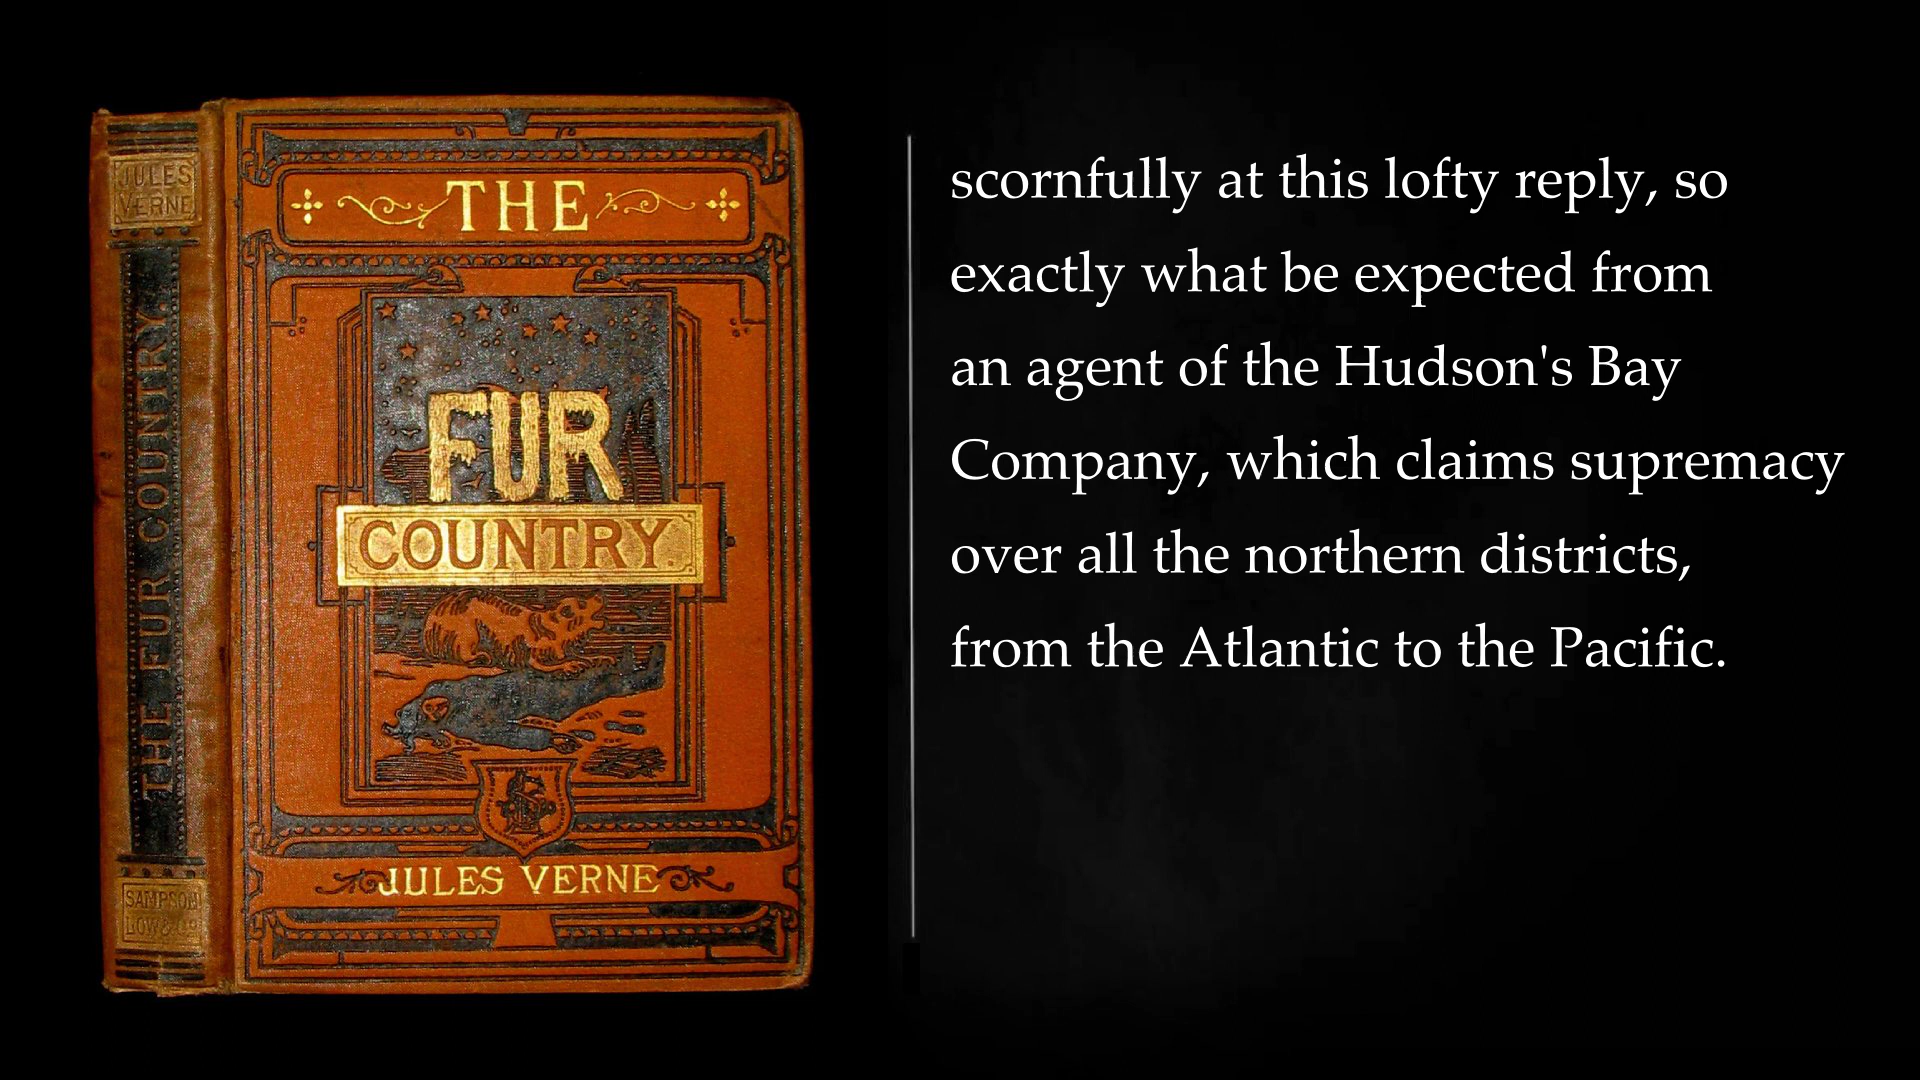 JULES
VERNE
THE FUR COUNTRY.
SAMPSON
LOW & Co
THE
FUR
COUNTRY.
JULES VERNE
scornfully at this lofty reply, so
exactly what be expected from
an agent of the Hudson's Bay
Company, which claims supremacy
over all the northern districts,
from the Atlantic to the Pacific.